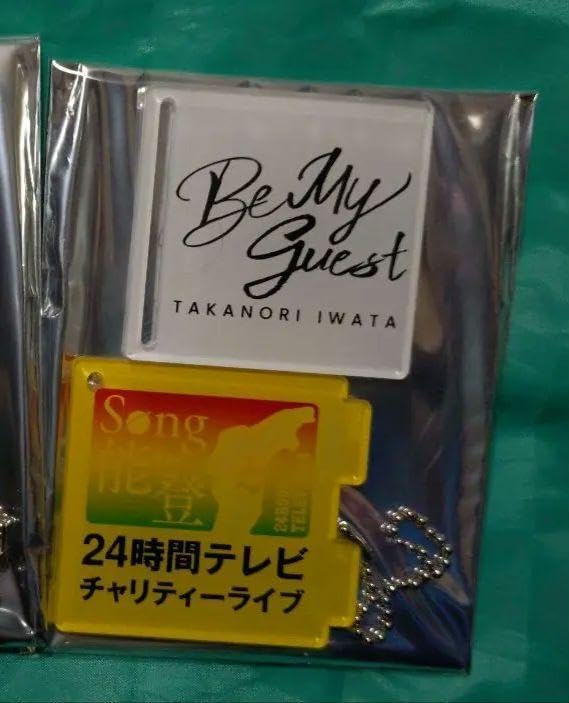 Be My
Guest
TAKANORI IWATA
Song
能登
24時間テレビ
チャリティーライブ